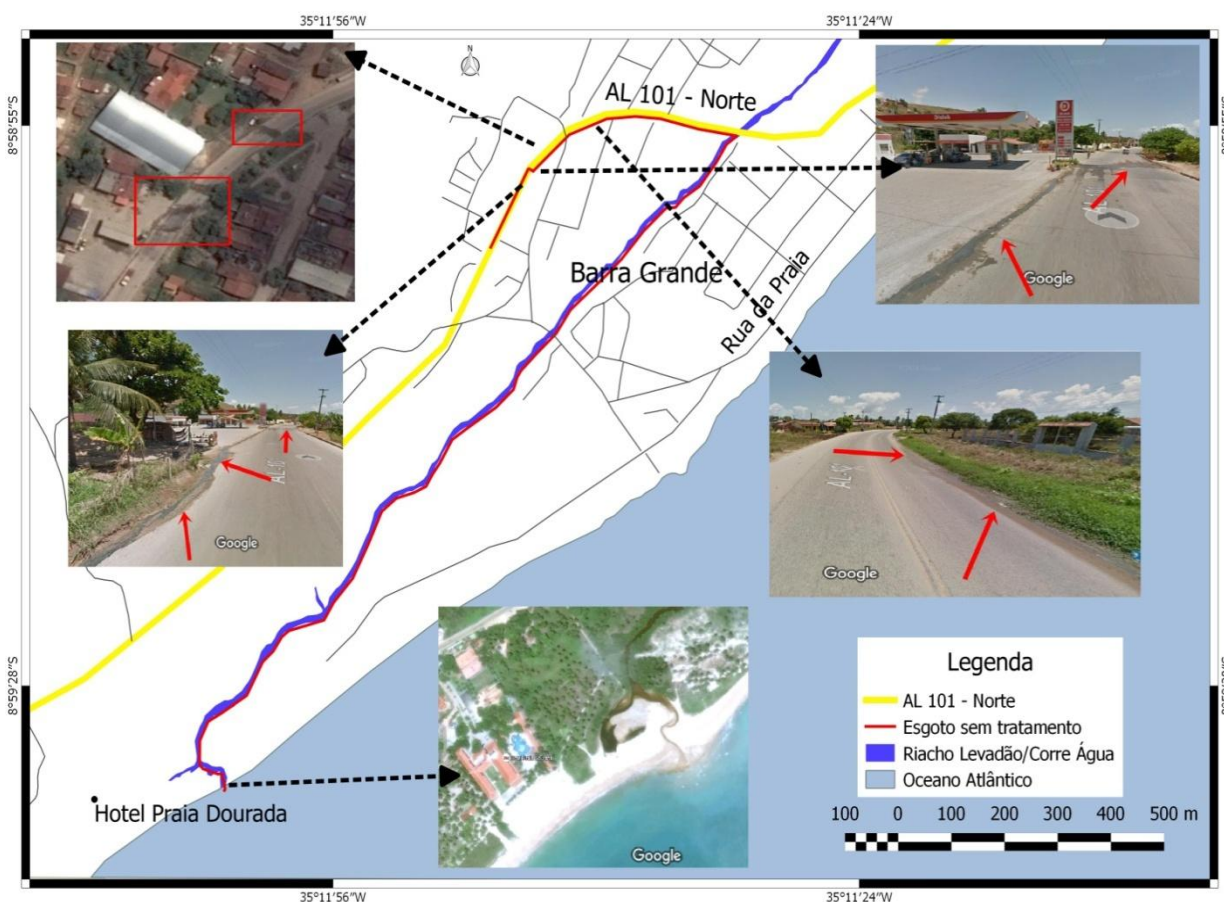 35°11'56"W
35°11'24"W
8°58'55"S
AL 101 - Norte
Barra Grande
Rua da Praia
Google
AL-101
Google
Google
Google
8°59'28"S
Hotel Praia Dourada
Legenda
AL 101 - Norte
Esgoto sem tratamento
Riacho Levadão/Corre Água
Oceano Atlântico
100 0 100 200 300 400 500 m
35°11'56"W
35°11'24"W